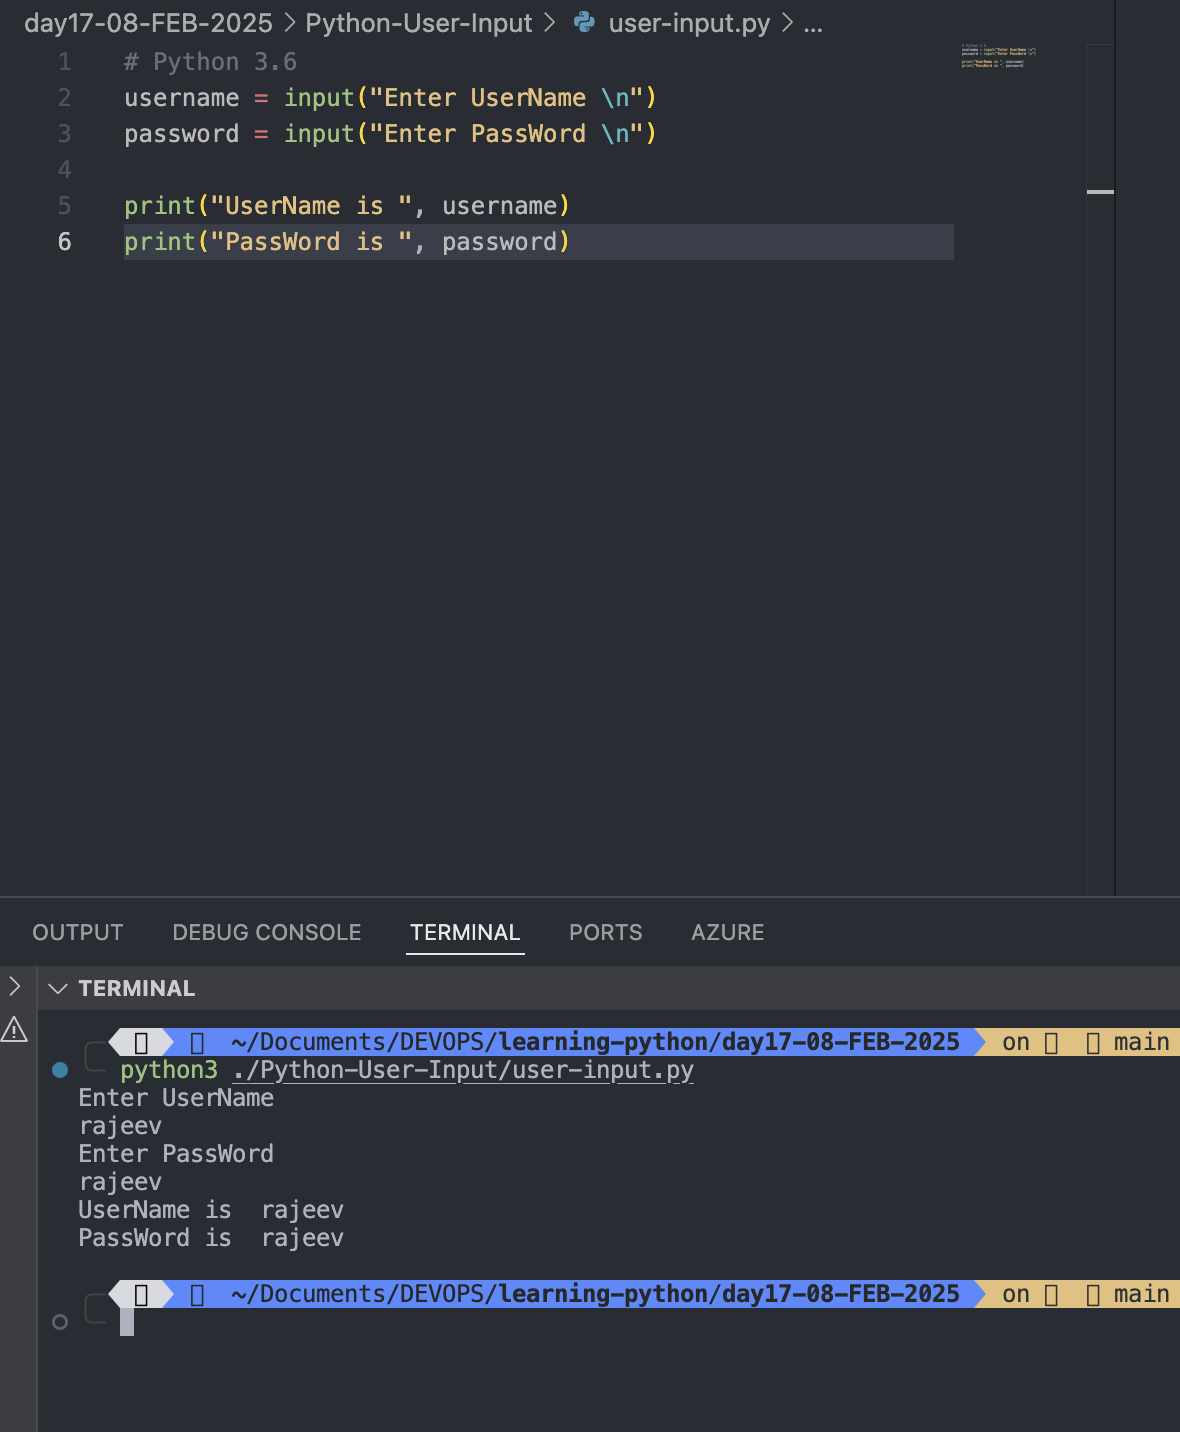 day17-08-FEB-2025 > Python-User-Input > user-input.py > ...
1 # Python 3.6
2 username = input("Enter UserName \n")
3 password = input("Enter PassWord \n")
4
5 print("UserName is ", username)
6 print("PassWord is ", password)
OUTPUT DEBUG CONSOLE TERMINAL PORTS AZURE
TERMINAL
~/Documents/DEVOPS/learning-python/day17-08-FEB-2025 on main
python3 ./Python-User-Input/user-input.py
Enter UserName
rajeev
Enter PassWord
rajeev
UserName is  rajeev
PassWord is  rajeev
~/Documents/DEVOPS/learning-python/day17-08-FEB-2025 on main